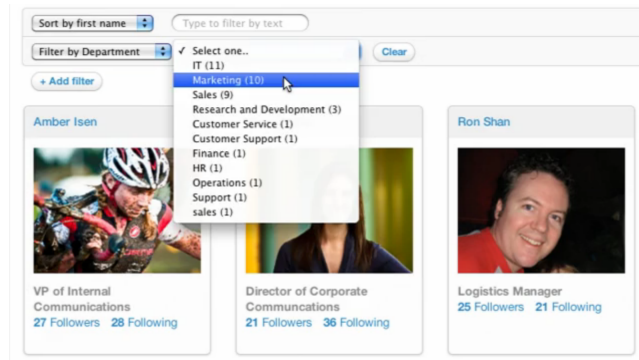 Sort by first name
Type to filter by text
Filter by Department
✓ Select one..
Clear
IT (11)
Marketing (10)
Sales (9)
Research and Development (3)
Customer Service (1)
Customer Support (1)
Finance (1)
HR (1)
Operations (1)
Support (1)
sales (1)
+ Add filter
Amber Isen
Ron Shan
VP of Internal
Communications
27 Followers 28 Following
Director of Corporate
Communcations
21 Followers 36 Following
Logistics Manager
25 Followers 21 Following